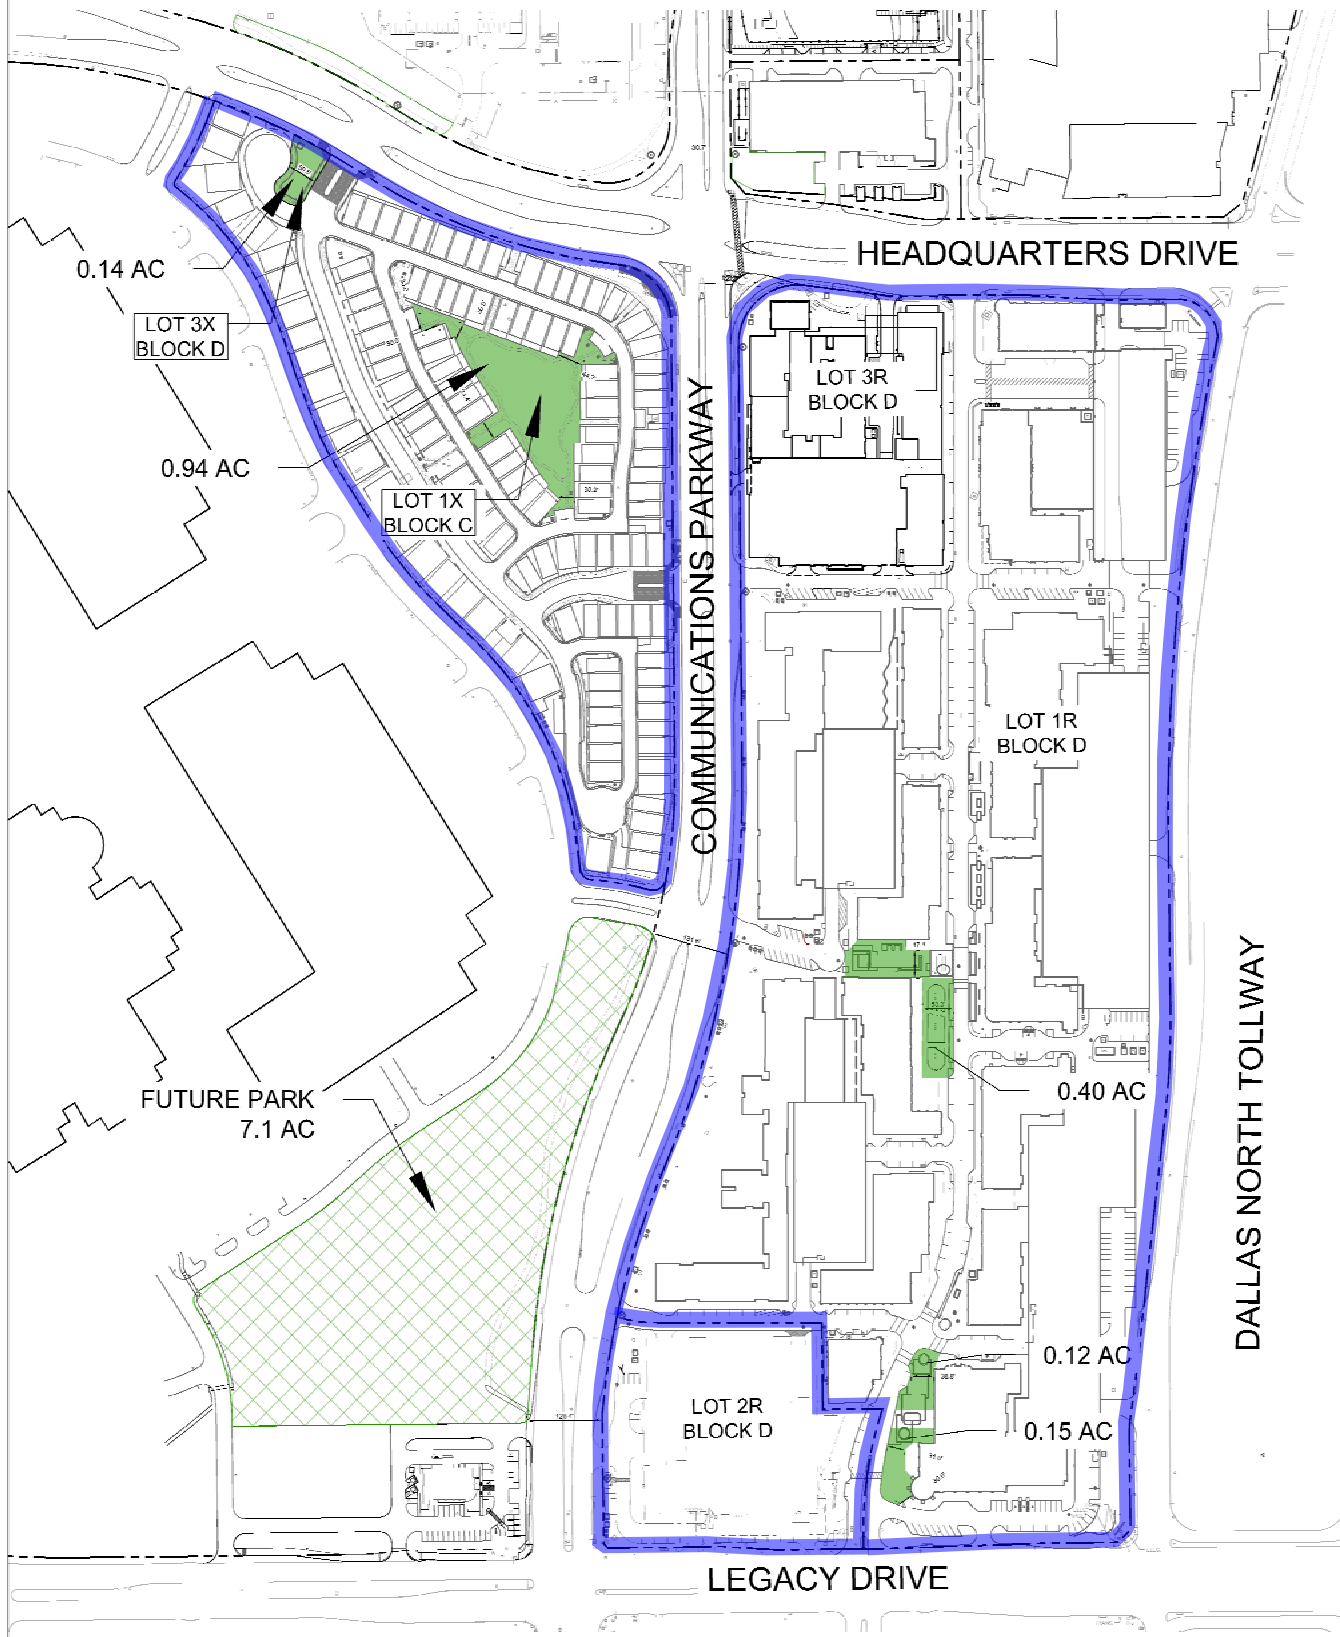 HEADQUARTERS DRIVE
0.14 AC
LOT 3X
BLOCK D
LOT 3R
BLOCK D
COMMUNICATIONS PARKWAY
0.94 AC
LOT 1X
BLOCK C
LOT 1R
BLOCK D
DALLAS NORTH TOLLWAY
FUTURE PARK
7.1 AC
0.40 AC
0.12 AC
LOT 2R
BLOCK D
0.15 AC
LEGACY DRIVE